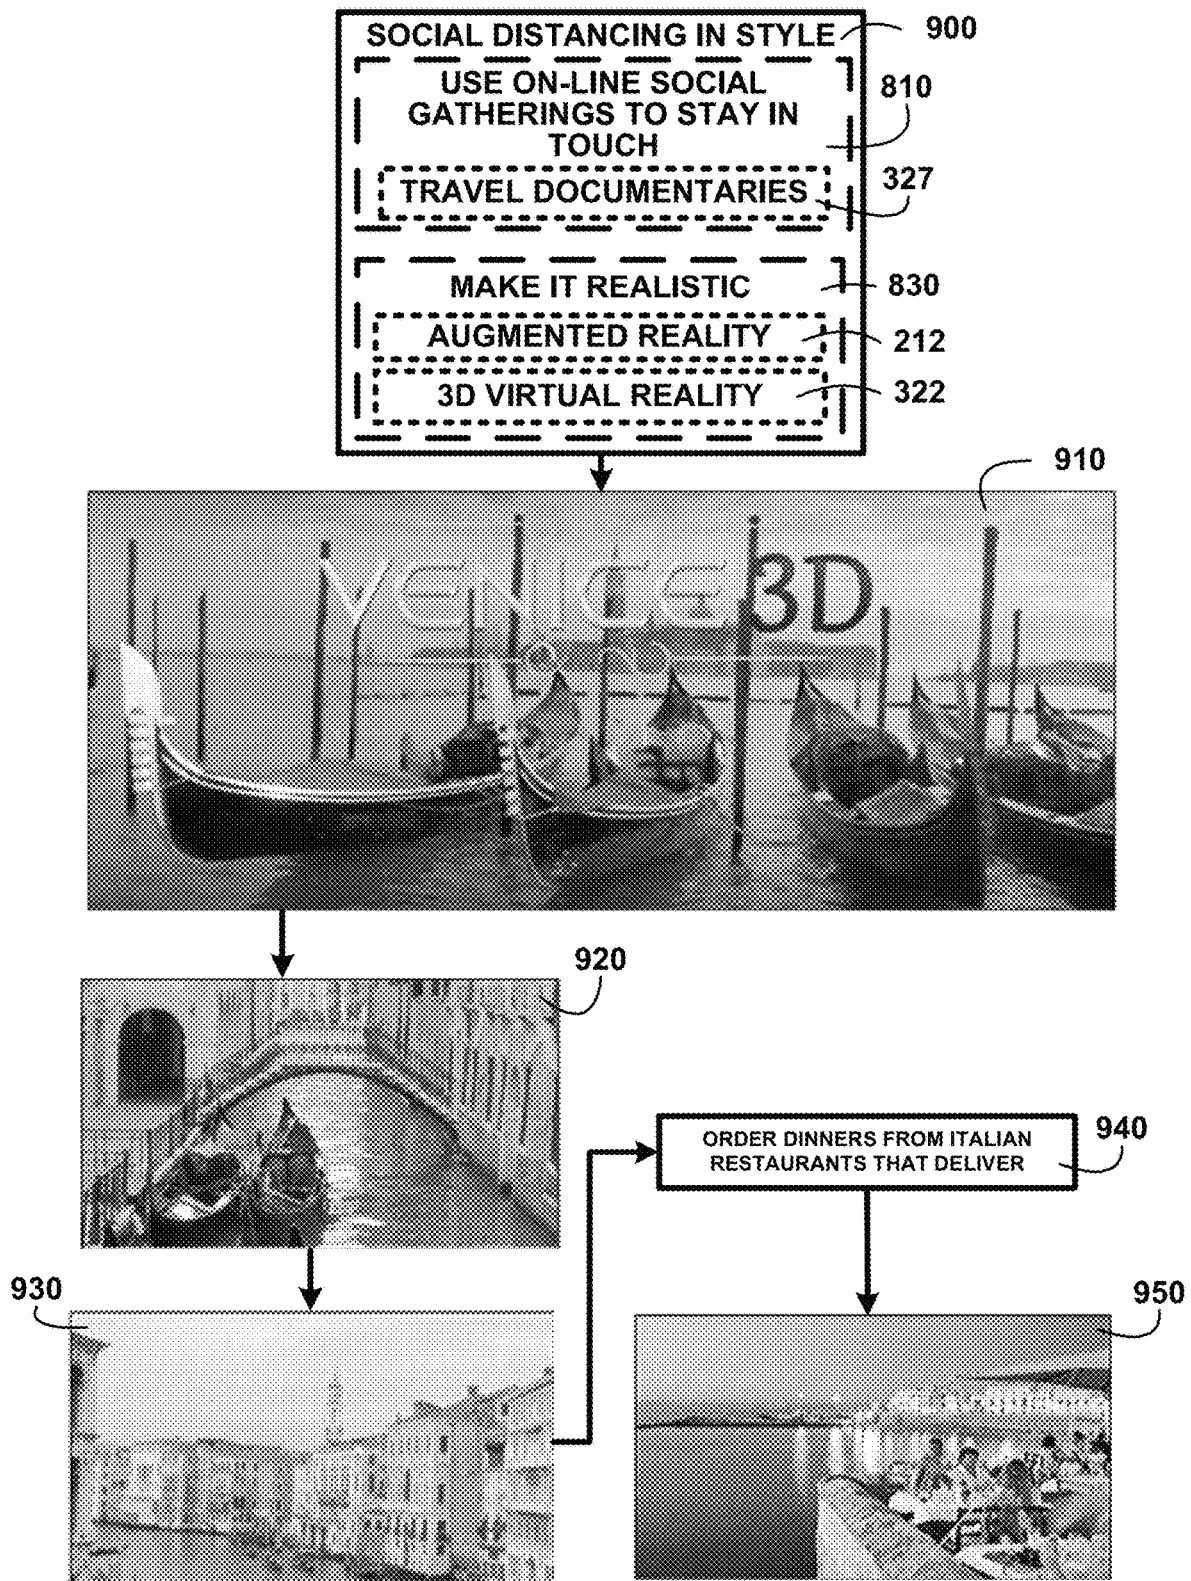 SOCIAL DISTANCING IN STYLE 900
USE ON-LINE SOCIAL
GATHERINGS TO STAY IN
TOUCH
810
TRAVEL DOCUMENTARIES
327
MAKE IT REALISTIC 830
AUGMENTED REALITY 212
3D VIRTUAL REALITY 322
910
VENICE 3D
920
ORDER DINNERS FROM ITALIAN
RESTAURANTS THAT DELIVER
940
930
950